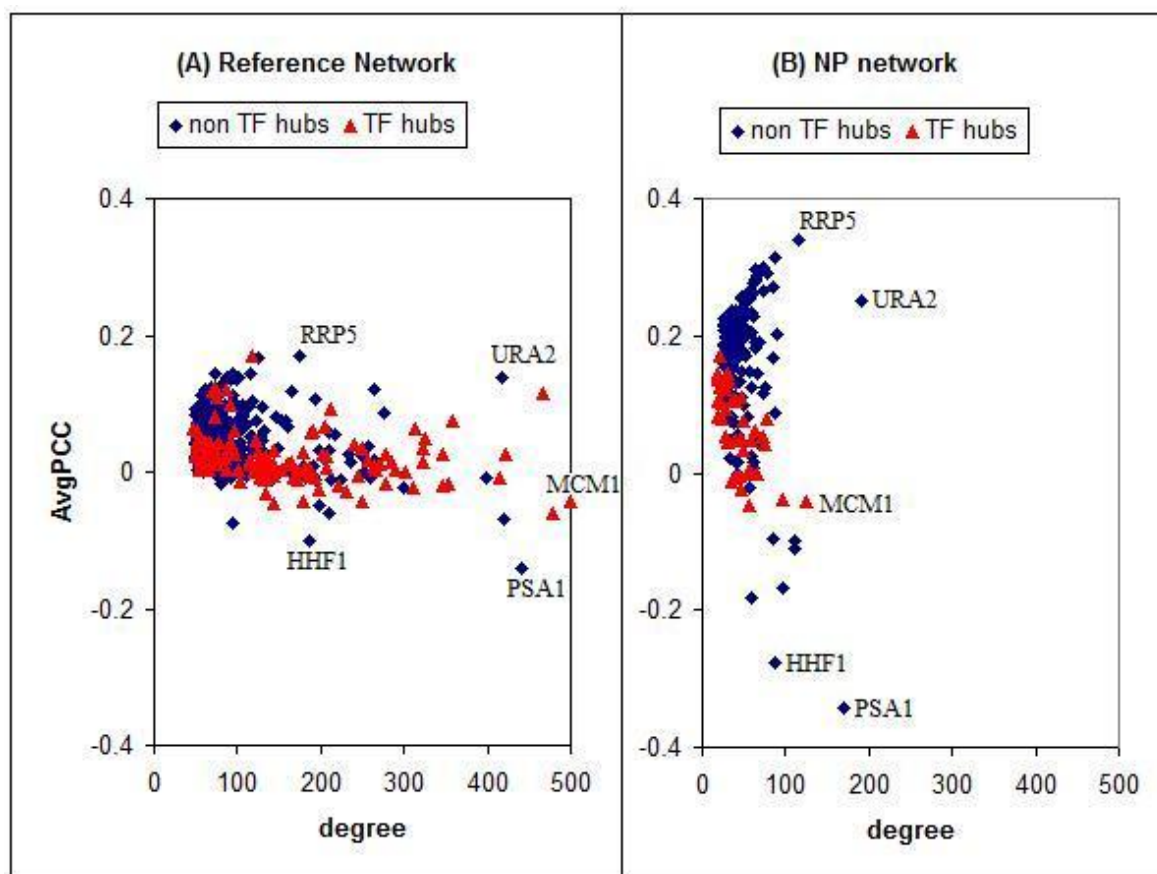 (A) Reference Network
non TF hubs TF hubs
AvgPCC
0.4
0.2
0
-0.2
-0.4
RRP5
URA2
MCM1
HHF1
PSA1
0 100 200 300 400 500
degree
(B) NP network
non TF hubs TF hubs
0.4
0.2
0
-0.2
-0.4
RRP5
URA2
MCM1
HHF1
PSA1
0 100 200 300 400 500
degree